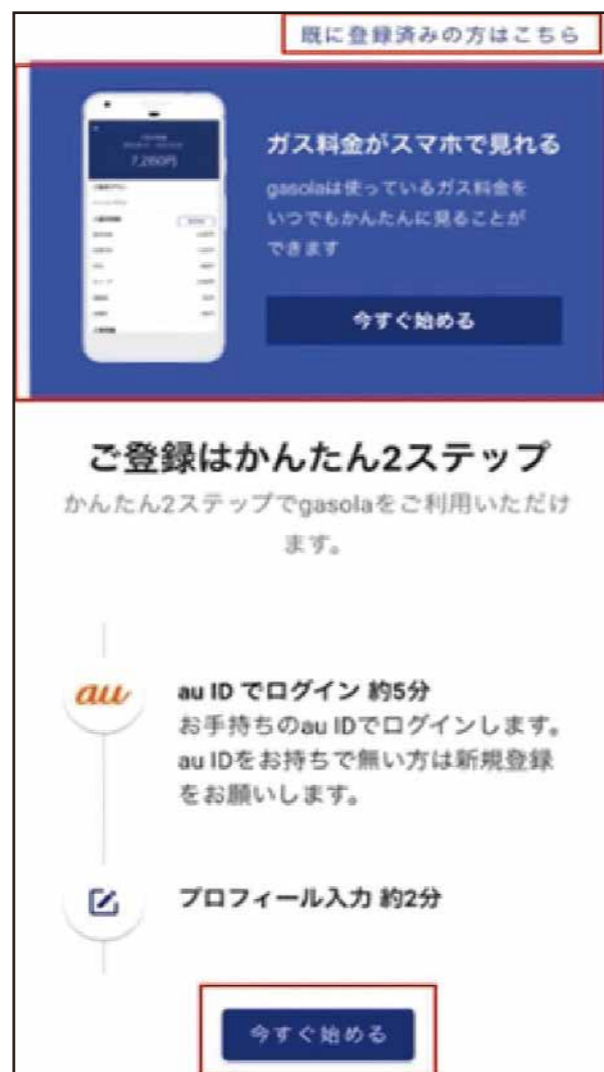 既に登録済みの方はこちら
7,260円
ガス料金がスマホで見れる
gasolaは使っているガス料金を
いつでもかんたんに見ることが
できます
今すぐ始める
ご登録はかんたん2ステップ
かんたん2ステップでgasolaをご利用いただけ
ます。
au
au ID でログイン 約5分
お手持ちのau IDでログインします。
au IDをお持ちで無い方は新規登録
をお願いします。
プロフィール入力 約2分
今すぐ始める